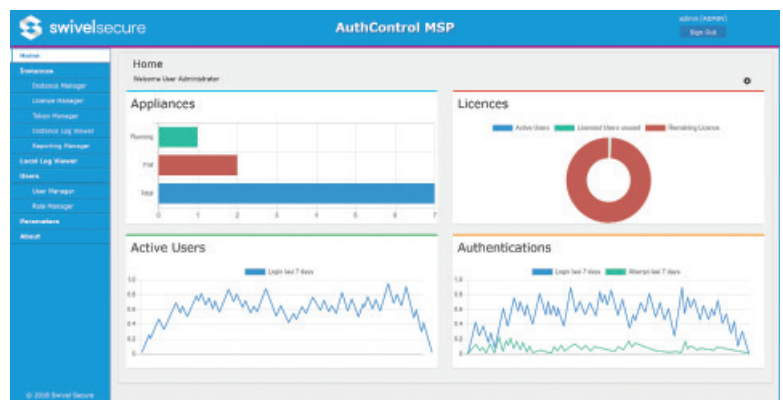 swivelsecure
AuthControl MSP
admin (ADMIN)
Sign Out
Home
Instances
Instance Manager
Licence Manager
Token Manager
Instance Log Viewer
Reporting Manager
Local Log Viewer
Users
User Manager
Role Manager
Parameters
About
© 2018 Swivel Secure
Home
Welcome User Administrator
Appliances
Running
Total
0 1 2 3 4 5 6 7
Licences
Active Users Licensed Users unused Remaining Licence
Active Users
Login last 7 days
1.0
0.8
0.6
0.4
0.2
0
Authentications
Login last 7 days Attempt last 7 days
1.0
0.8
0.6
0.4
0.2
0